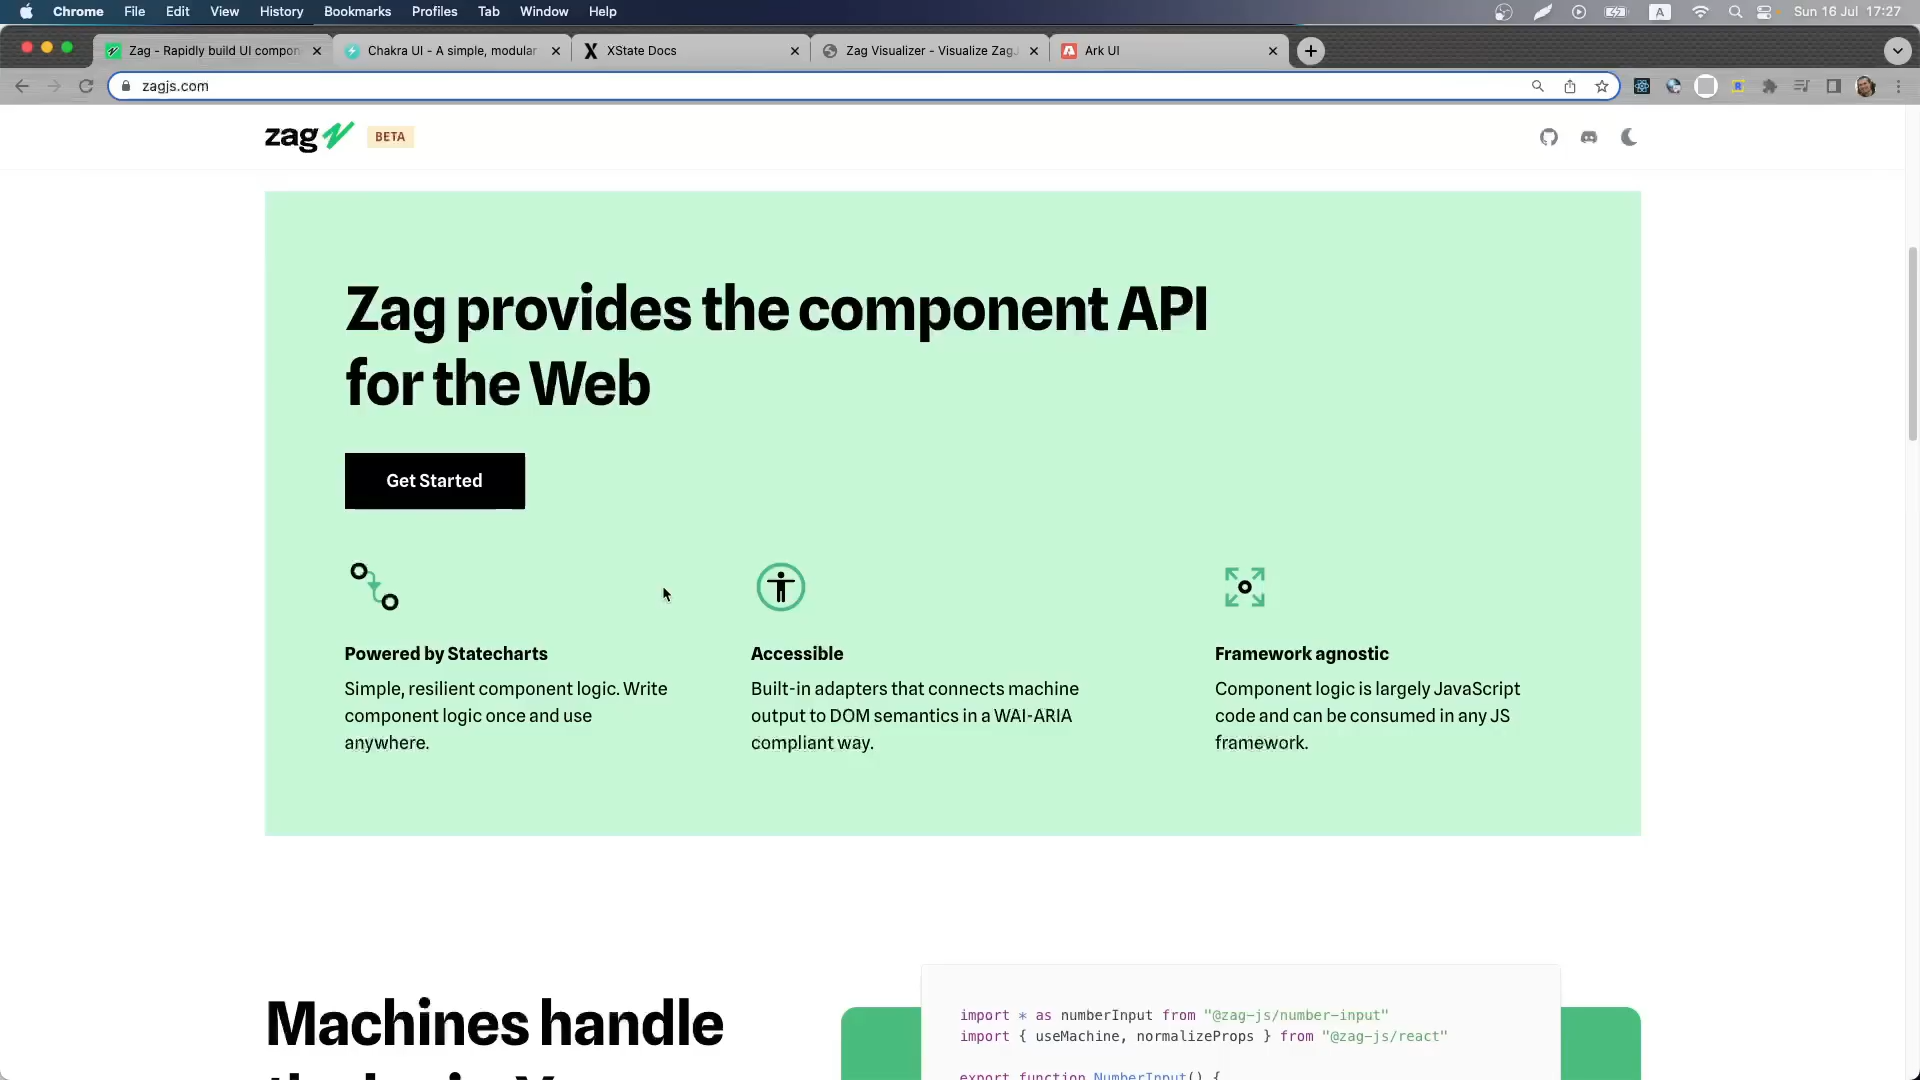 Chrome File Edit View History Bookmarks Profiles Tab Window Help A Sun 16 Jul 17:27
Zag - Rapidly build UI compon Chakra UI - A simple, modular XState Docs Zag Visualizer - Visualize ZagJ Ark UI
zagjs.com
zag BETA
Zag provides the component API
for the Web
Get Started
Powered by Statecharts
Simple, resilient component logic. Write
component logic once and use
anywhere.
Accessible
Built-in adapters that connects machine
output to DOM semantics in a WAI-ARIA
compliant way.
Framework agnostic
Component logic is largely JavaScript
code and can be consumed in any JS
framework.
Machines handle
import * as numberInput from "@zag-js/number-input"
import { useMachine, normalizeProps } from "@zag-js/react"
export function NumberInput() {